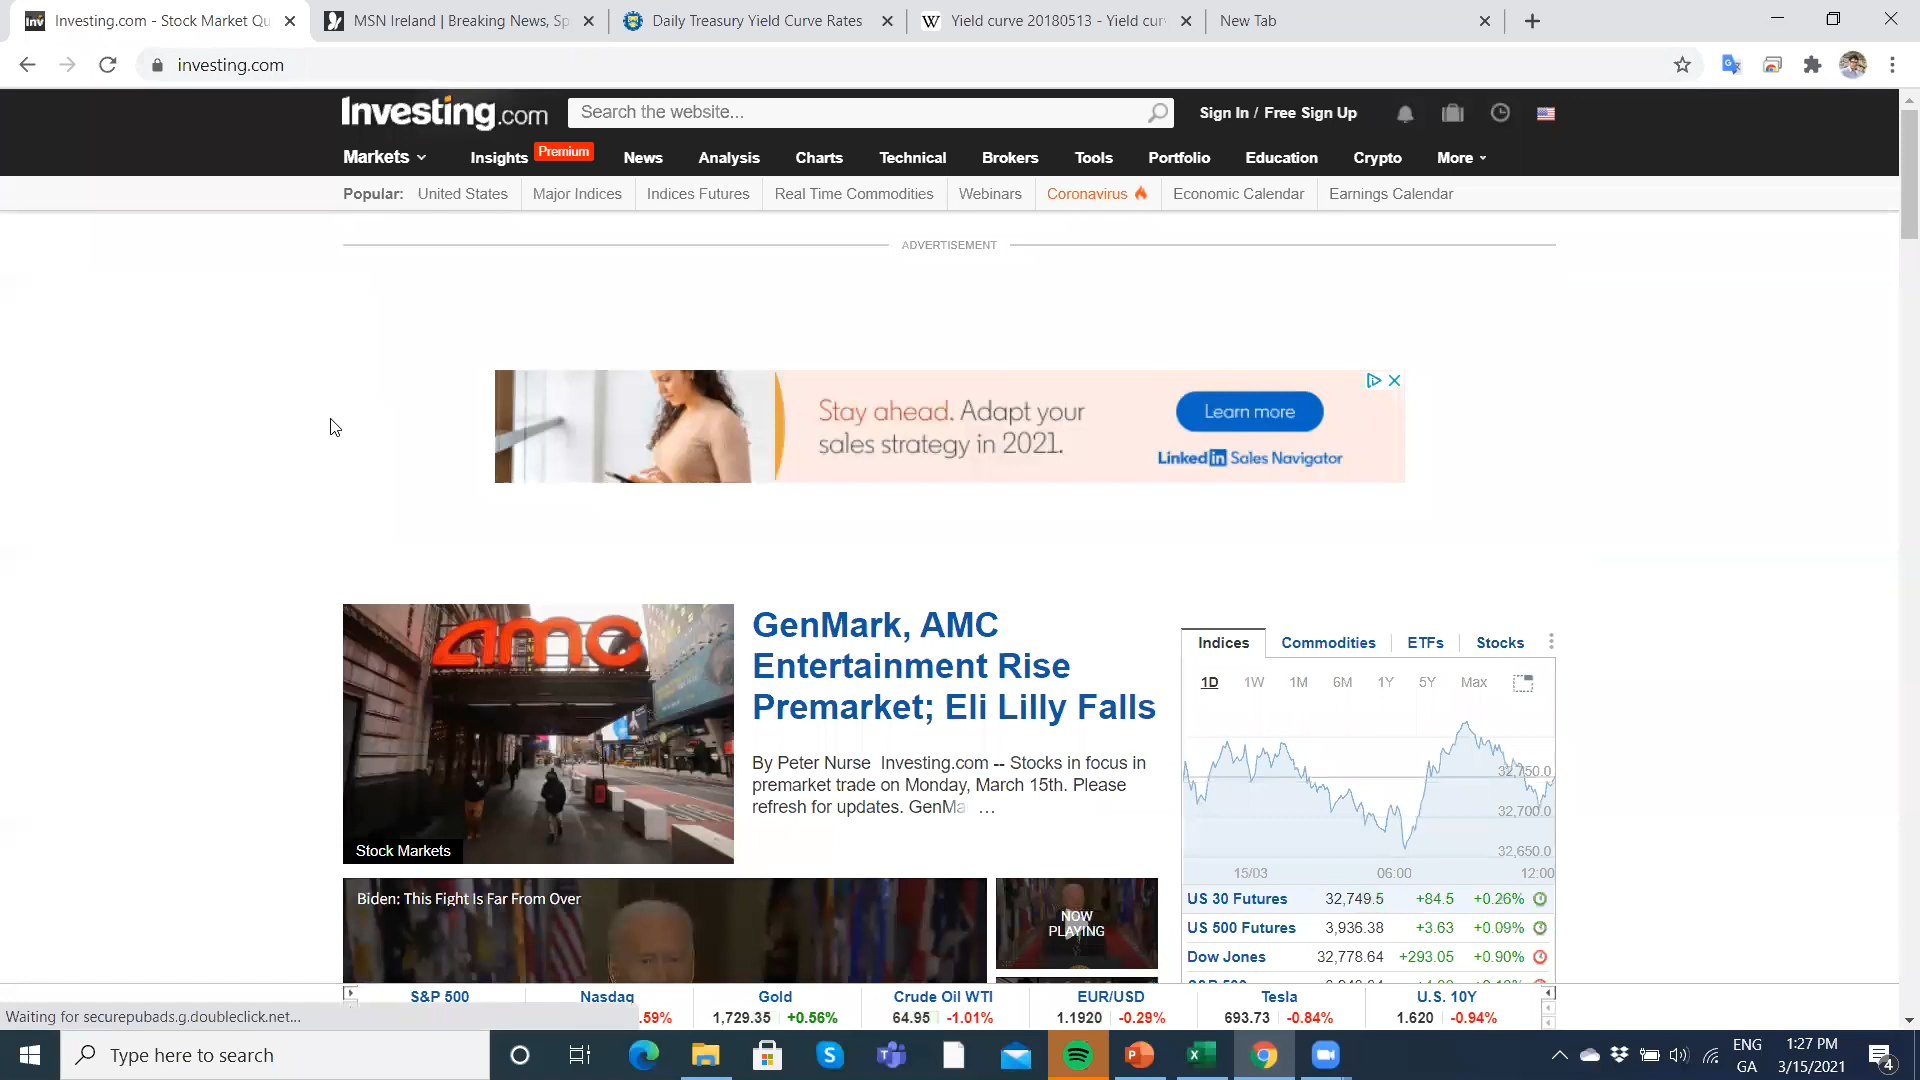 Investing.com - Stock Market Qu
MSN Ireland | Breaking News, Sp
Daily Treasury Yield Curve Rates
Yield curve 20180513 - Yield cur
New Tab
investing.com
Investing.com
Search the website...
Sign In / Free Sign Up
Markets
Insights
Premium
News
Analysis
Charts
Technical
Brokers
Tools
Portfolio
Education
Crypto
More
Popular:
United States
Major Indices
Indices Futures
Real Time Commodities
Webinars
Coronavirus
Economic Calendar
Earnings Calendar
ADVERTISEMENT
Stay ahead. Adapt your
sales strategy in 2021.
Learn more
LinkedIn Sales Navigator
amc
Stock Markets
GenMark, AMC
Entertainment Rise
Premarket; Eli Lilly Falls
By Peter Nurse Investing.com -- Stocks in focus in
premarket trade on Monday, March 15th. Please
refresh for updates. GenMa ...
Indices
Commodities
ETFs
Stocks
1D 1W 1M 6M 1Y 5Y Max
32,750.0
32,700.0
32,650.0
15/03 06:00 12:00
US 30 Futures 32,749.5 +84.5 +0.26%
US 500 Futures 3,936.38 +3.63 +0.09%
Dow Jones 32,778.64 +293.05 +0.90%
Biden: This Fight Is Far From Over
NOW
PLAYING
S&P 500
Nasdaq
.59%
Gold
1,729.35 +0.56%
Crude Oil WTI
64.95 -1.01%
EUR/USD
1.1920 -0.29%
Tesla
693.73 -0.84%
U.S. 10Y
1.620 -0.94%
Waiting for securepubads.g.doubleclick.net...
Type here to search
ENG
GA
1:27 PM
3/15/2021
4